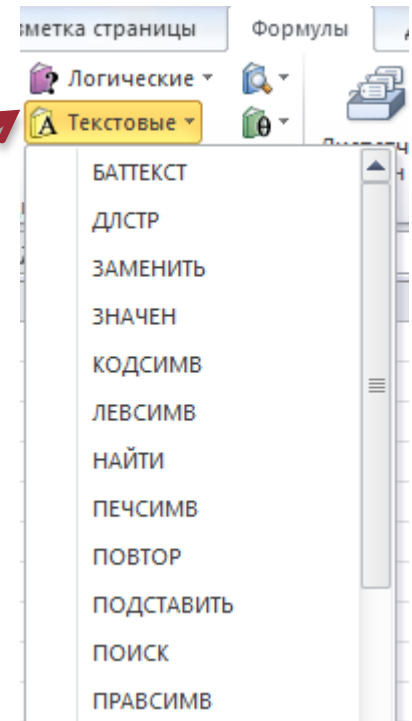 зметка страницы Формулы
Логические
Текстовые
БАТТЕКСТ
ДЛСТР
ЗАМЕНИТЬ
ЗНАЧЕН
КОДСИМВ
ЛЕВСИМВ
НАЙТИ
ПЕЧСИМВ
ПОВТОР
ПОДСТАВИТЬ
ПОИСК
ПРАВСИМВ